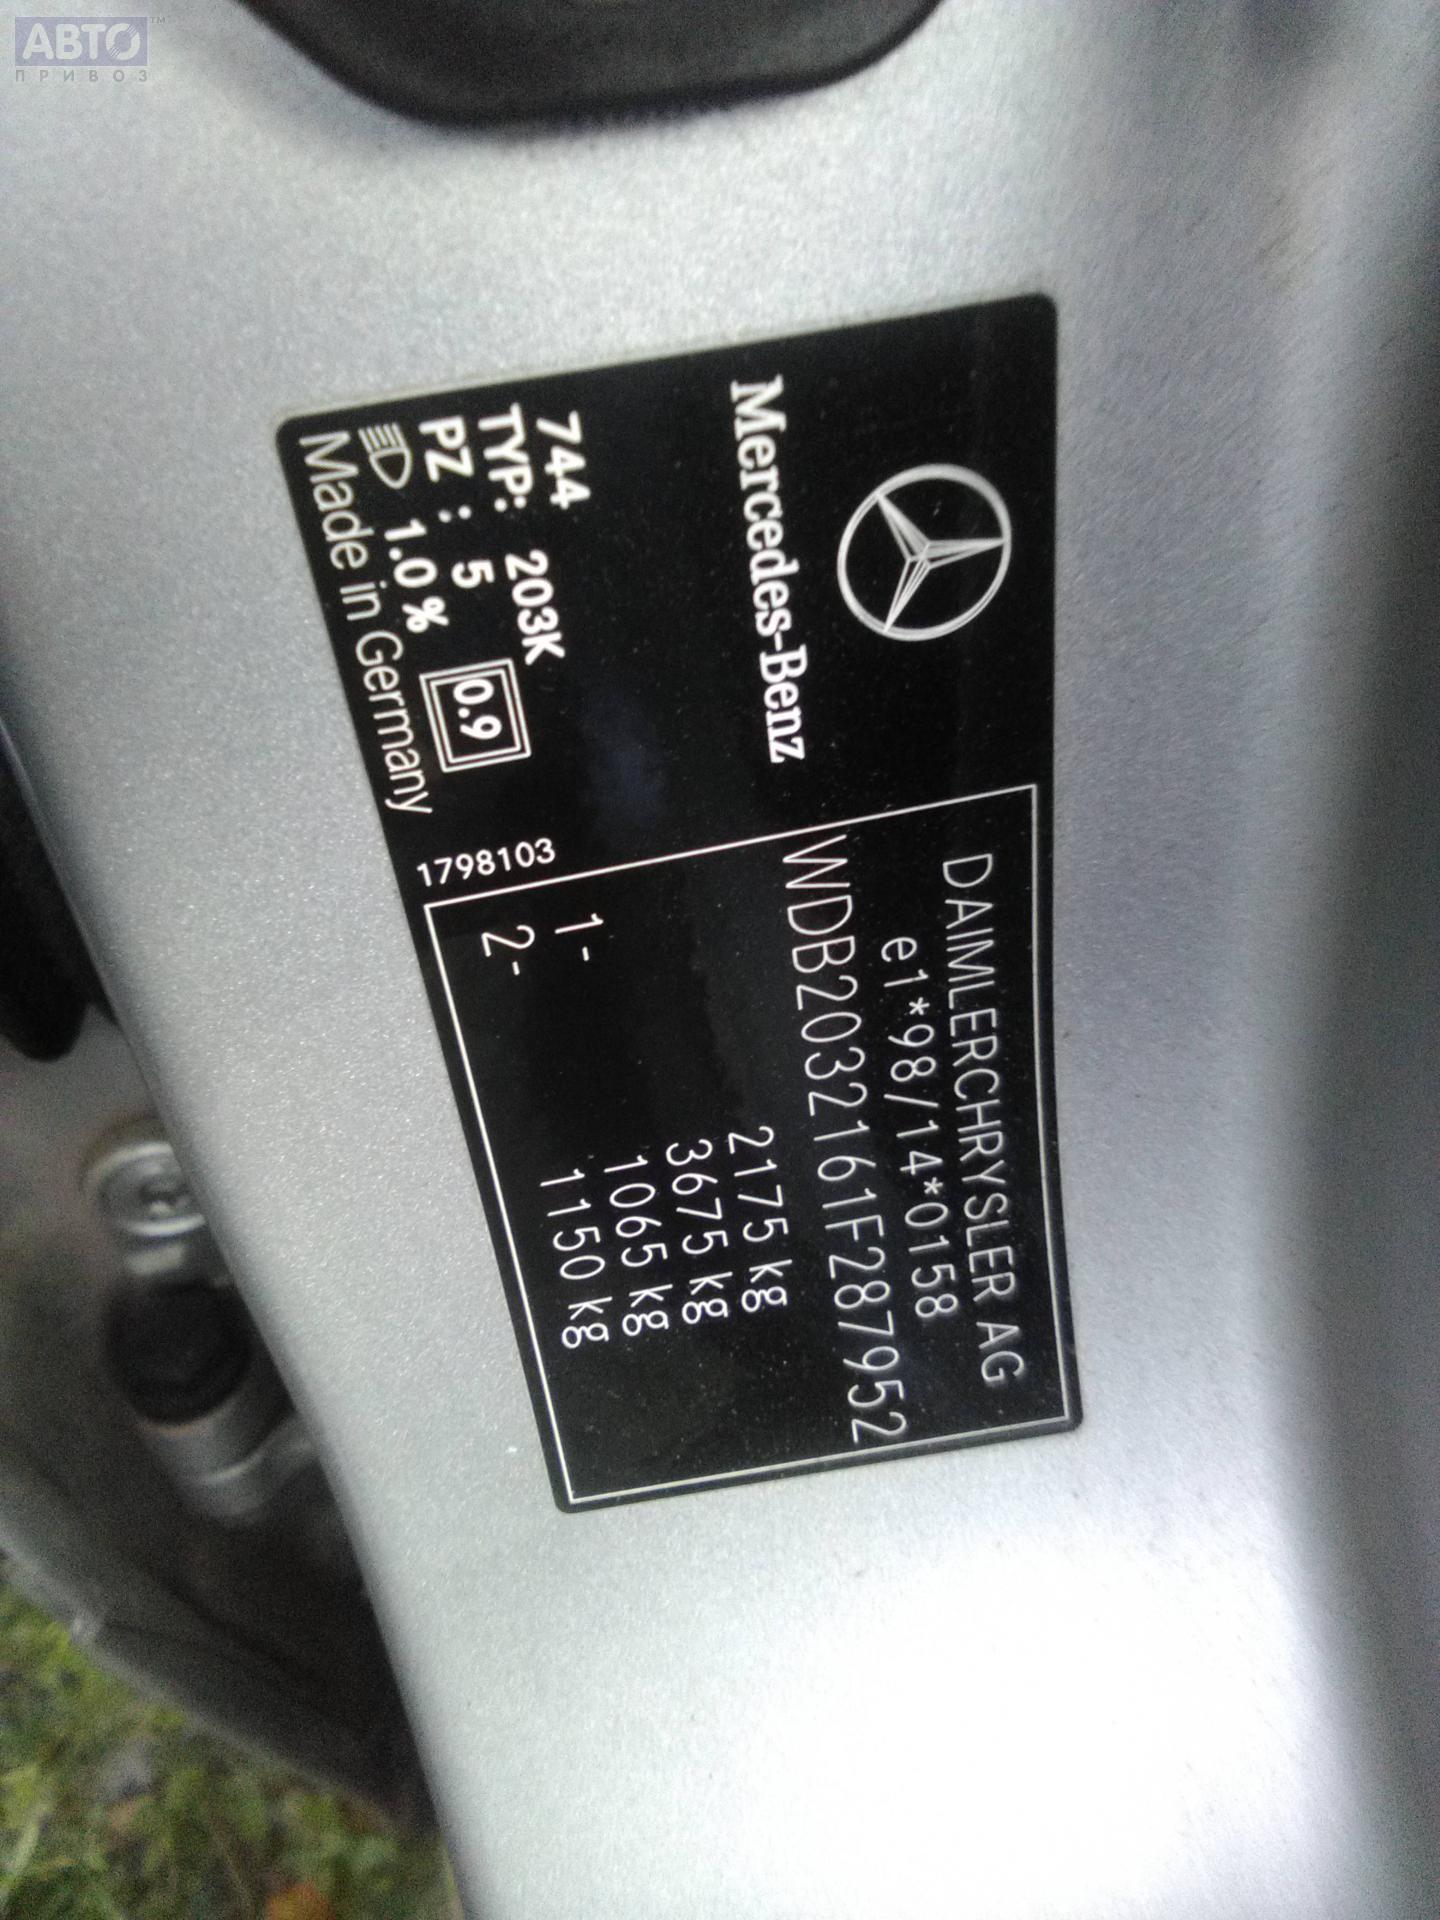 АВТО™
ПРИВОЗ
Mercedes-Benz
744
TYP: 203K
PZ : 5
1.0 % 0.9
Made in Germany
1798103
DAIMLERCHRYSLER AG
e1*98/14*0158
WDB2032161F287952
2175 kg
3675 kg
1- 1065 kg
2- 1150 kg